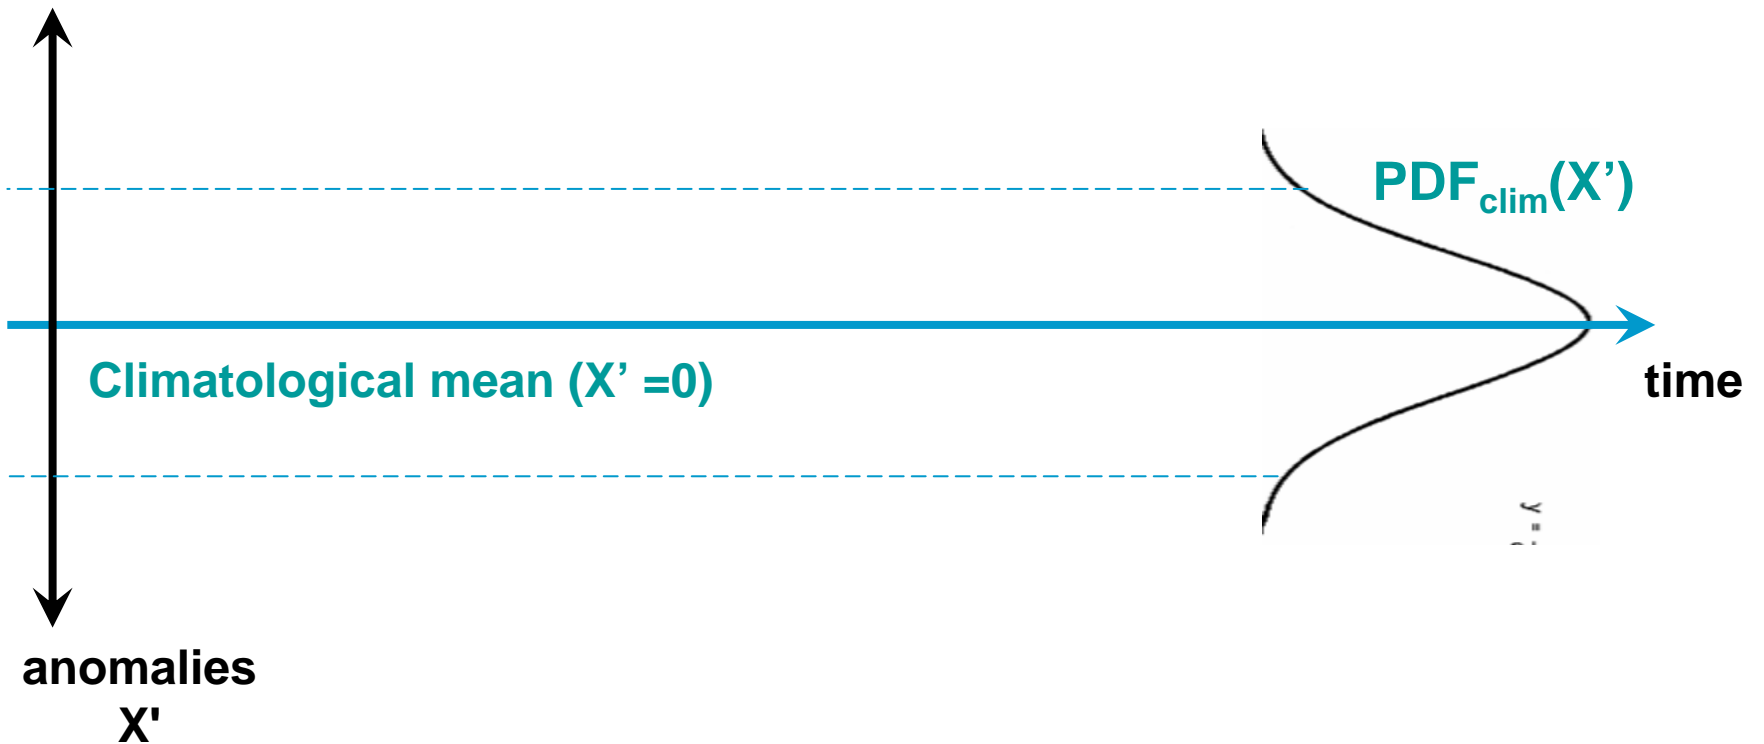 PDFclim(X’)
Climatological mean (X’ =0)
time
y =
anomalies
X'